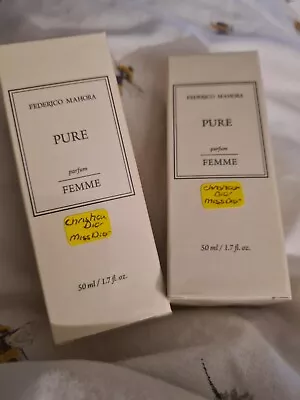 FEDERICO MAHORA
PURE
parfum
FEMME
Christian
Dior
Miss Dior
50 ml / 1.7 fl. oz.
FEDERICO MAHORA
PURE
parfum
FEMME
Christian
Dior
Miss Dior
50 ml / 1.7 fl. oz.